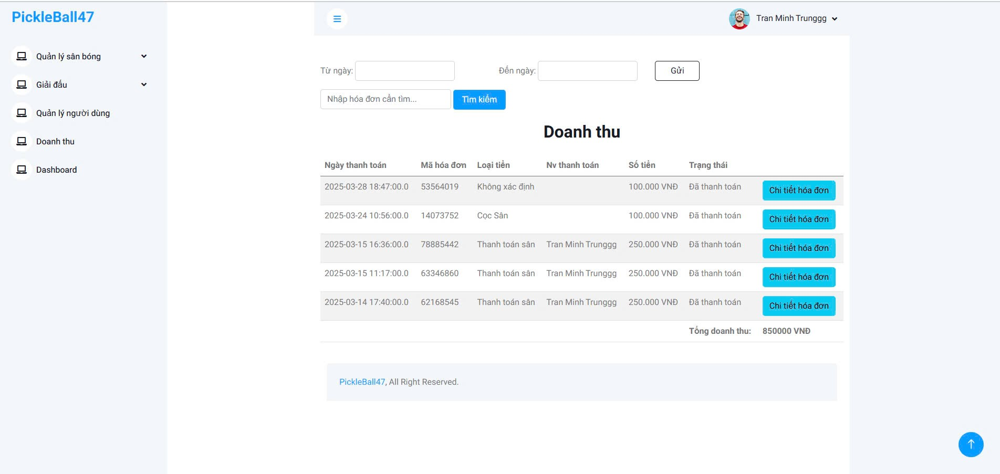 PickleBall47
Tran Minh Trunggg
Quản lý sân bóng
Giải đấu
Quản lý người dùng
Doanh thu
Dashboard
Từ ngày: Đến ngày: Gửi
Nhập hóa đơn cần tìm... Tìm kiếm
Doanh thu
Ngày thanh toán Mã hóa đơn Loại tiền Nv thanh toán Số tiền Trạng thái
2025-03-28 18:47:00.0 53564019 Không xác định 100.000 VNĐ Đã thanh toán Chi tiết hóa đơn
2025-03-24 10:56:00.0 14073752 Cọc Sân 100.000 VNĐ Đã thanh toán Chi tiết hóa đơn
2025-03-15 16:36:00.0 78885442 Thanh toán sân Tran Minh Trunggg 250.000 VNĐ Đã thanh toán Chi tiết hóa đơn
2025-03-15 11:17:00.0 63346860 Thanh toán sân Tran Minh Trunggg 250.000 VNĐ Đã thanh toán Chi tiết hóa đơn
2025-03-14 17:40:00.0 62168545 Thanh toán sân Tran Minh Trunggg 250.000 VNĐ Đã thanh toán Chi tiết hóa đơn
Tổng doanh thu: 850000 VNĐ
PickleBall47, All Right Reserved.